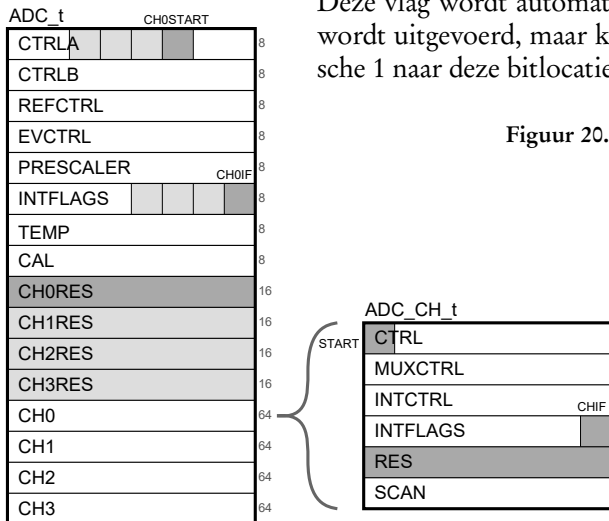 Deze vlag wordt automat
wordt uitgevoerd, maar k
sche 1 naar deze bitlocatie
Figuur 20.
ADC_t
CH0START
CTRLA 8
CTRLB 8
REFCTRL 8
EVCTRL 8
PRESCALER 8
CH0IF
INTFLAGS 8
TEMP 8
CAL 8
CH0RES 16
CH1RES 16
CH2RES 16
CH3RES 16
CH0 64
CH1 64
CH2 64
CH3 64
ADC_CH_t
START
CTRL
MUXCTRL
INTCTRL
CHIF
INTFLAGS
RES
SCAN